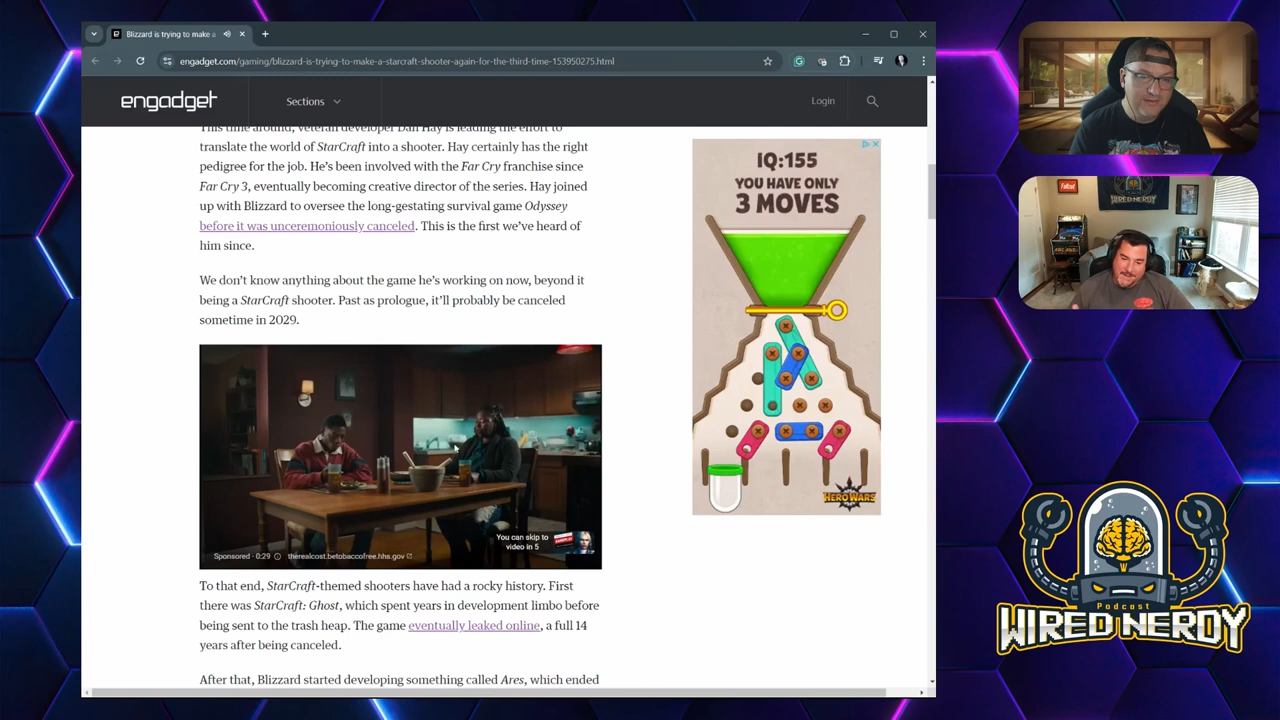 Blizzard is trying to make a
engadget.com/gaming/blizzard-is-trying-to-make-a-starcraft-shooter-again-for-the-third-time-153950275.html
engadget
Sections
Login
This time around, veteran developer Dan Hay is leading the effort to
translate the world of StarCraft into a shooter. Hay certainly has the right
pedigree for the job. He's been involved with the Far Cry franchise since
Far Cry 3, eventually becoming creative director of the series. Hay joined
up with Blizzard to oversee the long-gestating survival game Odyssey
before it was unceremoniously canceled. This is the first we've heard of
him since.
We don't know anything about the game he's working on now, beyond it
being a StarCraft shooter. Past as prologue, it'll probably be canceled
sometime in 2029.
You can skip to
video in 5
Sponsored · 0:29
therealcost.betobaccofree.hhs.gov
To that end, StarCraft-themed shooters have had a rocky history. First
there was StarCraft: Ghost, which spent years in development limbo before
being sent to the trash heap. The game eventually leaked online, a full 14
years after being canceled.
After that, Blizzard started developing something called Ares, which ended
IQ:155
YOU HAVE ONLY
3 MOVES
HEROWARS
Fallout
WIRED NERDY
Podcast
WIRED NERDY